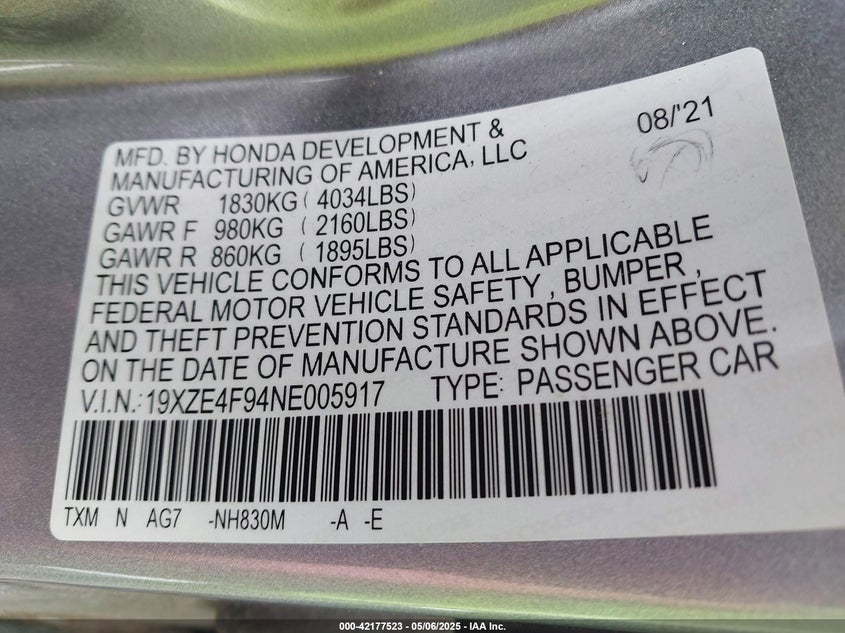 08/'21
MFD. BY HONDA DEVELOPMENT &
MANUFACTURING OF AMERICA, LLC
GVWR 1830KG ( 4034LBS)
GAWR F 980KG ( 2160LBS)
GAWR R 860KG ( 1895LBS)
THIS VEHICLE CONFORMS TO ALL APPLICABLE
FEDERAL MOTOR VEHICLE SAFETY , BUMPER ,
AND THEFT PREVENTION STANDARDS IN EFFECT
ON THE DATE OF MANUFACTURE SHOWN ABOVE.
V.I.N.:19XZE4F94NE005917 TYPE: PASSENGER CAR
TXM N AG7 -NH830M -A -E
000-42177523 - 05/06/2025 - IAA Inc.